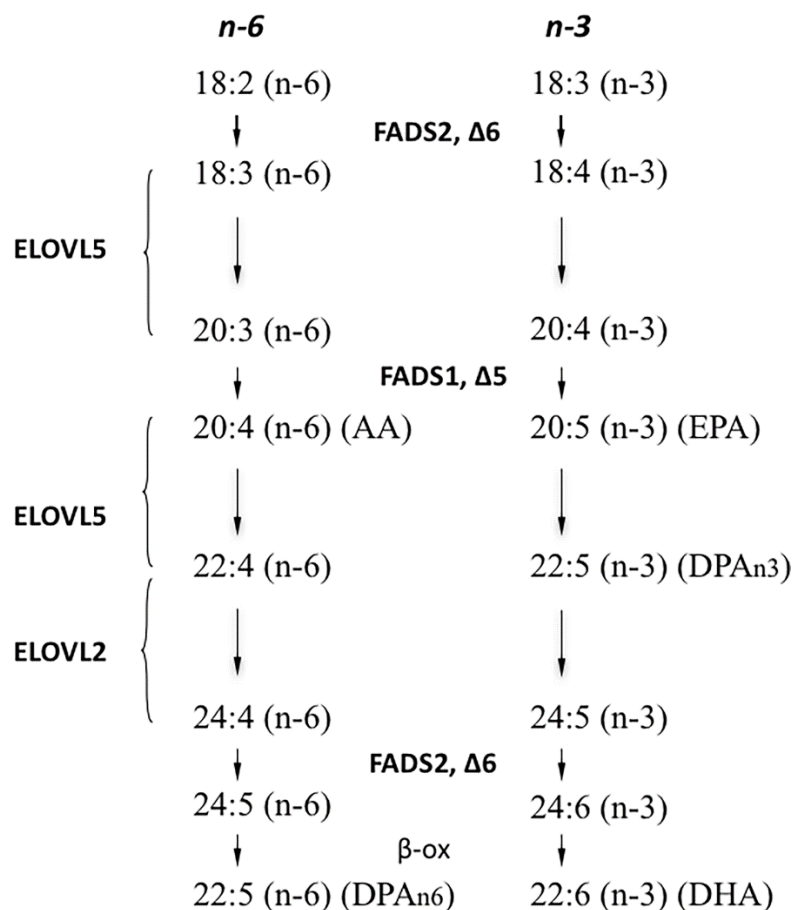 n-6 n-3
18:2 (n-6) 18:3 (n-3)
FADS2, Δ6
18:3 (n-6) 18:4 (n-3)
ELOVL5
20:3 (n-6) 20:4 (n-3)
FADS1, Δ5
20:4 (n-6) (AA) 20:5 (n-3) (EPA)
ELOVL5
22:4 (n-6) 22:5 (n-3) (DPAn3)
ELOVL2
24:4 (n-6) 24:5 (n-3)
FADS2, Δ6
24:5 (n-6) 24:6 (n-3)
β-ox
22:5 (n-6) (DPAn6) 22:6 (n-3) (DHA)